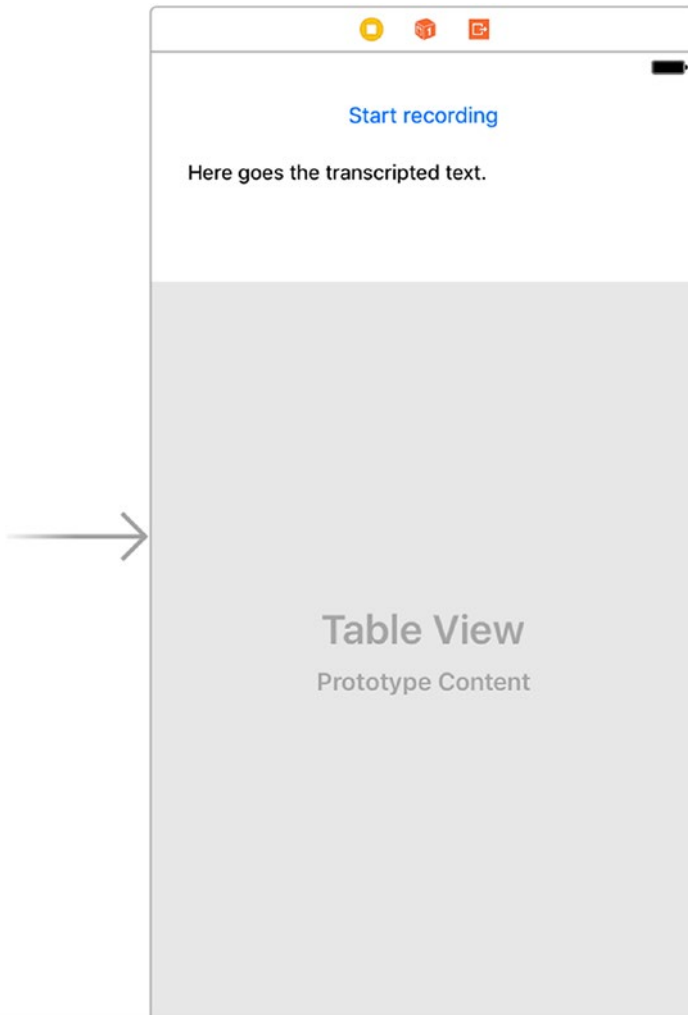 Start recording
Here goes the transcripted text.
Table View
Prototype Content